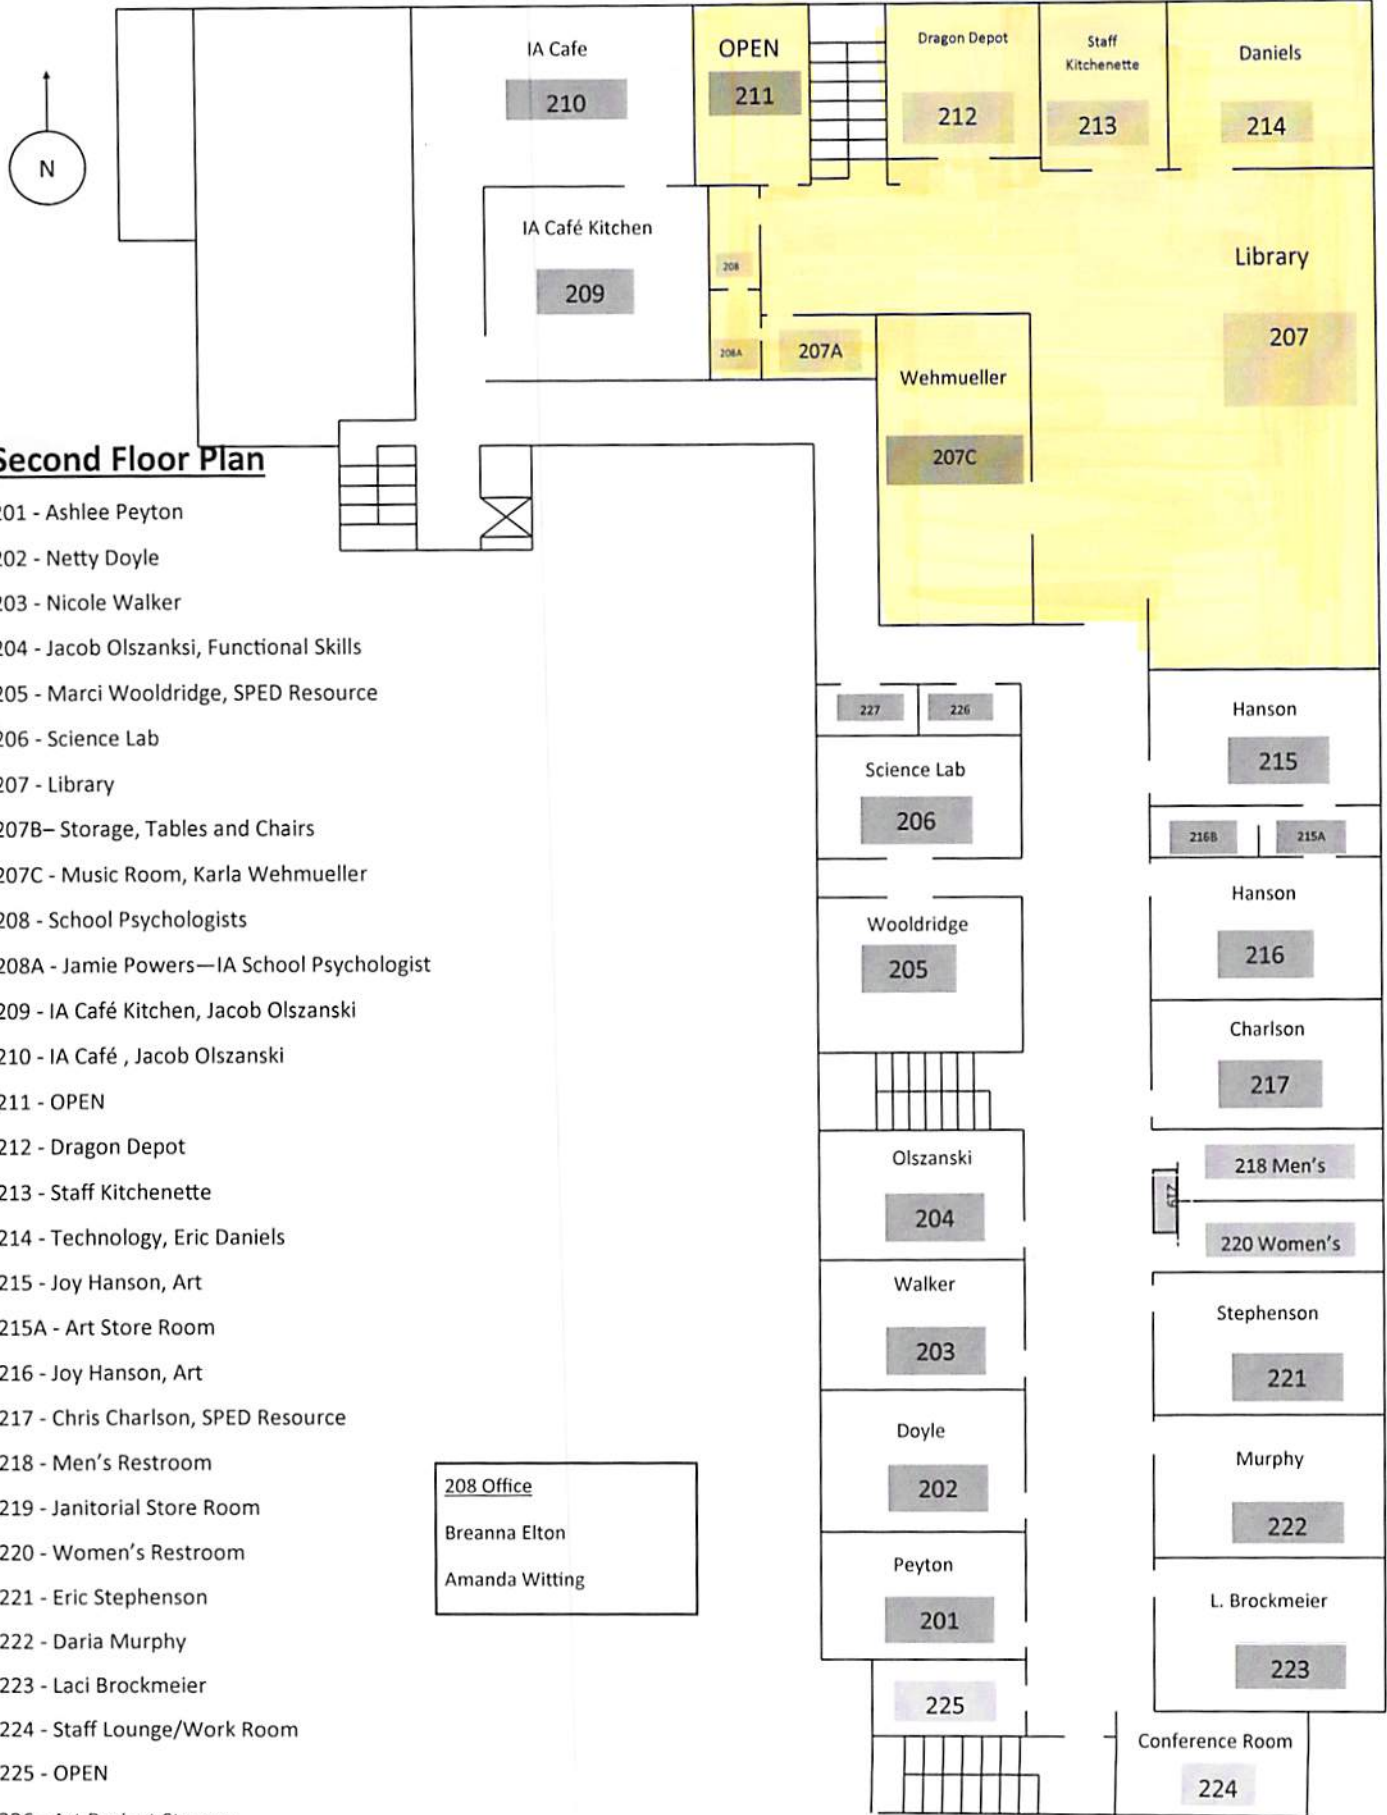 IA Cafe
210
OPEN
211
Dragon Depot
212
Staff
Kitchenette
213
Daniels
214
N
IA Café Kitchen
209
208
208A
207A
Wehmueller
207C
Library
207
Second Floor Plan
201 - Ashlee Peyton
202 - Netty Doyle
203 - Nicole Walker
204 - Jacob Olszanksi, Functional Skills
205 - Marci Wooldridge, SPED Resource
206 - Science Lab
207 - Library
207B– Storage, Tables and Chairs
207C - Music Room, Karla Wehmueller
208 - School Psychologists
208A - Jamie Powers—IA School Psychologist
209 - IA Café Kitchen, Jacob Olszanski
210 - IA Café , Jacob Olszanski
211 - OPEN
212 - Dragon Depot
213 - Staff Kitchenette
214 - Technology, Eric Daniels
215 - Joy Hanson, Art
215A - Art Store Room
216 - Joy Hanson, Art
217 - Chris Charlson, SPED Resource
218 - Men's Restroom
219 - Janitorial Store Room
220 - Women's Restroom
221 - Eric Stephenson
222 - Daria Murphy
223 - Laci Brockmeier
224 - Staff Lounge/Work Room
225 - OPEN
208 Office
Breanna Elton
Amanda Witting
227
226
Science Lab
206
Wooldridge
205
Olszanski
204
Walker
203
Doyle
202
Peyton
201
225
Hanson
215
216B
215A
Hanson
216
Charlson
217
218 Men's
219
220 Women's
Stephenson
221
Murphy
222
L. Brockmeier
223
Conference Room
224